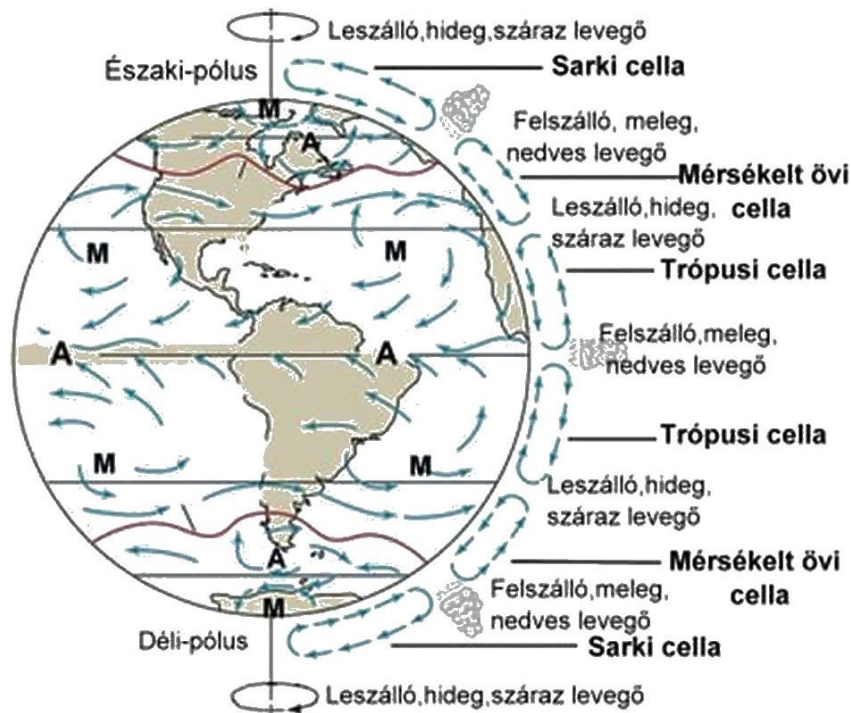 Leszálló,hideg,száraz levegő
Északi-pólus
Sarki cella
M
A
Felszálló, meleg,
nedves levegő
Mérsékelt övi
cella
Leszálló,hideg,
száraz levegő
M
M
Trópusi cella
Felszálló,meleg,
nedves levegő
A
A
Trópusi cella
M
M
Leszálló,hideg,
száraz levegő
A
Mérsékelt övi
cella
Felszálló,meleg,
nedves levegő
M
Déli-pólus
Sarki cella
Leszálló,hideg,száraz levegő